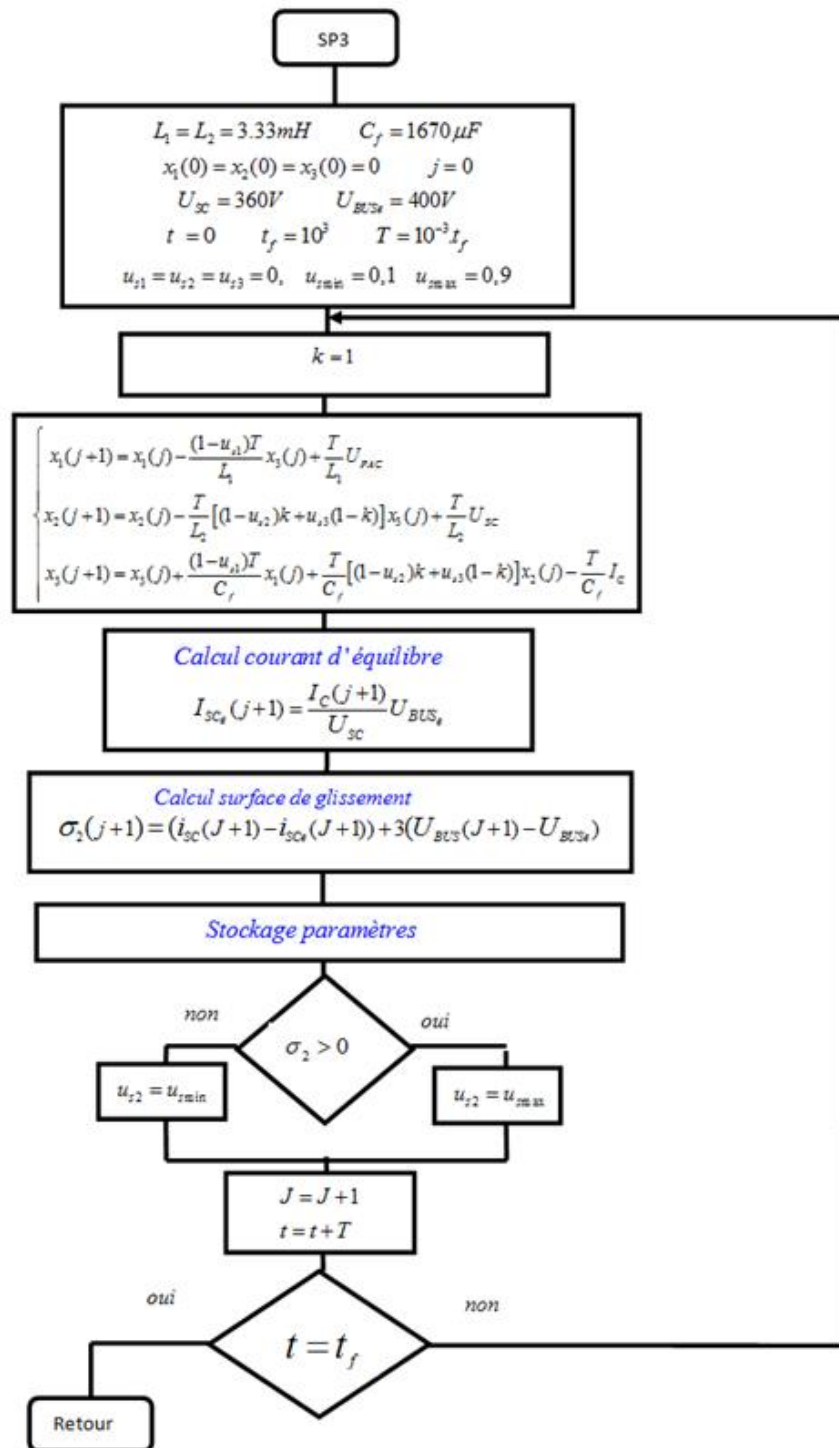 SP3
L₁ = L₂ = 3.33mH C_f = 1670 μF
x₁(0) = x₂(0) = x₃(0) = 0 j = 0
U_SC = 360V U_BUSe = 400V
t = 0 t_f = 10³ T = 10⁻³.t_f
u_s1 = u_s2 = u_s3 = 0, u_smin = 0,1 u_smax = 0,9
k = 1
x₁(j+1) = x₁(j) − (1−u_s1)T/L₁ x₃(j) + T/L₁ U_PAC
x₂(j+1) = x₂(j) − T/L₂ [(1−u_s2)k + u_s3(1−k)] x₃(j) + T/L₂ U_SC
x₃(j+1) = x₃(j) + (1−u_s1)T/C_f x₁(j) + T/C_f [(1−u_s2)k + u_s3(1−k)] x₂(j) − T/C_f I_C
Calcul courant d'équilibre
I_SCe(j+1) = I_C(j+1)/U_SC U_BUSe
Calcul surface de glissement
σ₂(j+1) = (i_SC(J+1) − i_SCe(J+1)) + 3(U_BUS(J+1) − U_BUSe)
Stockage paramètres
non oui
σ₂ > 0
u_s2 = u_smin u_s2 = u_smax
J = J+1
t = t+T
oui non
t = t_f
Retour